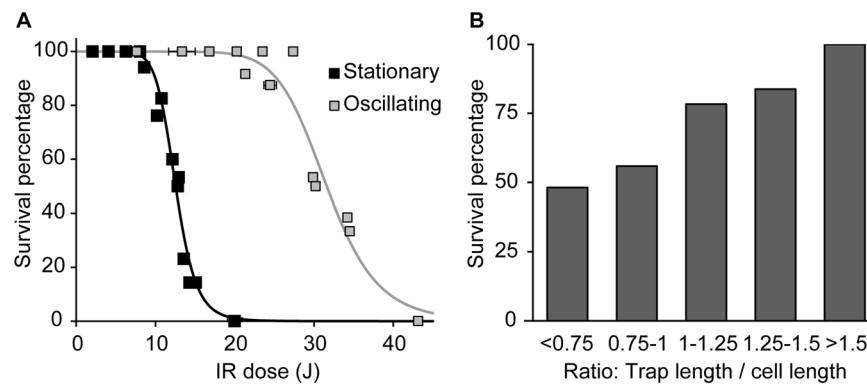 A
Survival percentage
100
80
60
40
20
0
0 10 20 30 40
IR dose (J)
Stationary
Oscillating
B
Survival percentage
100
75
50
25
0
<0.75 0.75-1 1-1.25 1.25-1.5 >1.5
Ratio: Trap length / cell length